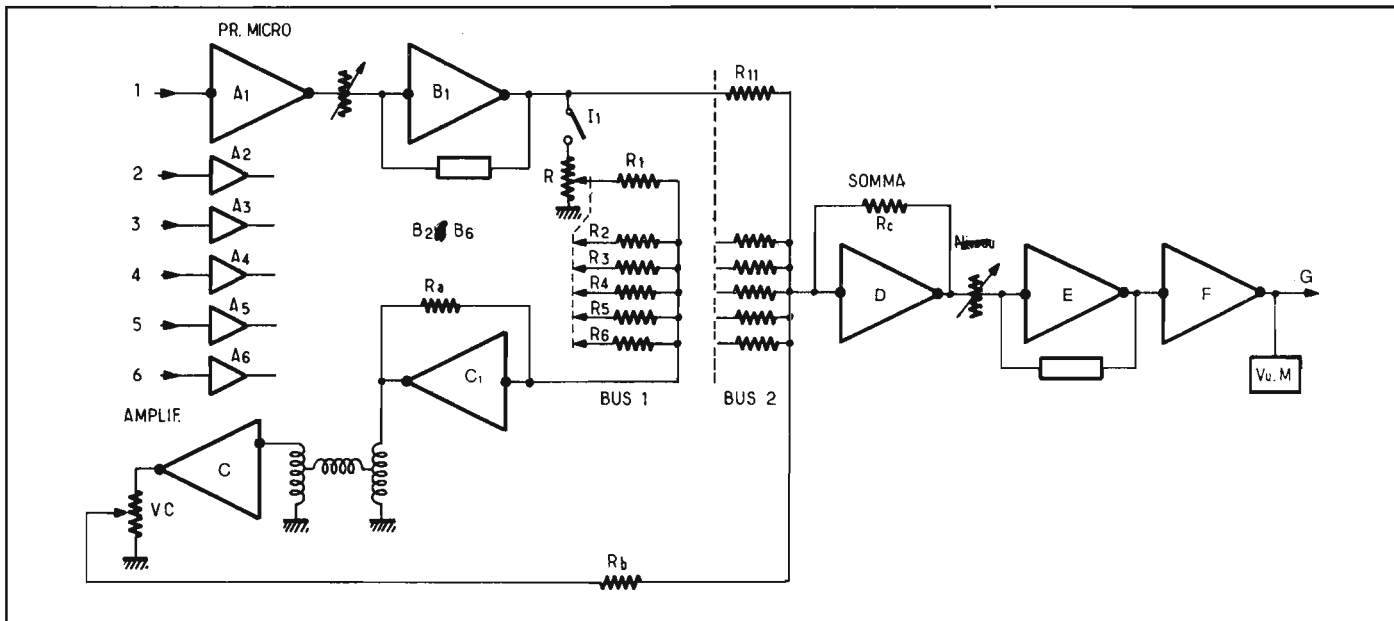 PR. MICRO
1
A1
B1
I1
R11
2
A2
R
R1
3
A3
B2 B6
R2
SOMMA
Rc
Niveau
4
A4
R3
D
E
F
G
Ra
R4
5
A5
R5
6
A6
C1
R6
Vu. M
BUS 1
BUS 2
AMPLIF.
C
VC
Rb